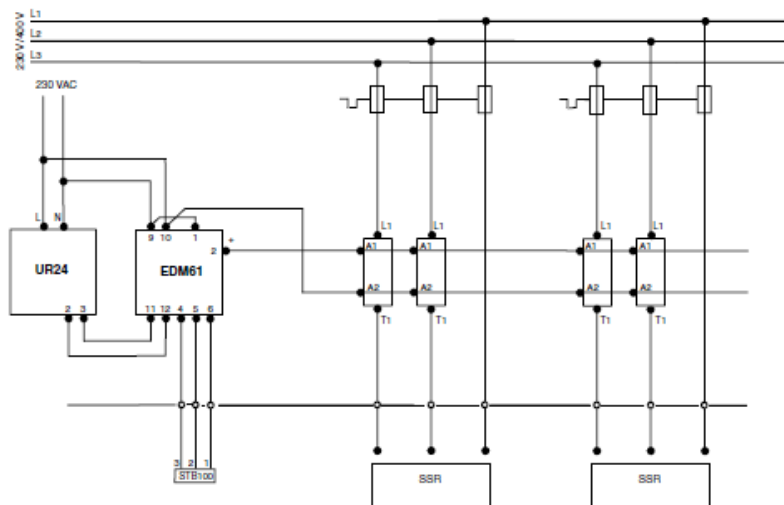 230 V/400 V
L1
L2
L3
230 VAC
L N
9 10 1
L1 L1 L1 L1
+
2
A1 A1 A1 A1
UR24
EDM61
A2 A2 A2 A2
2 3
11 12 4 5 6
T1 T1 T1 T1
3 2 1
STB100
SSR SSR